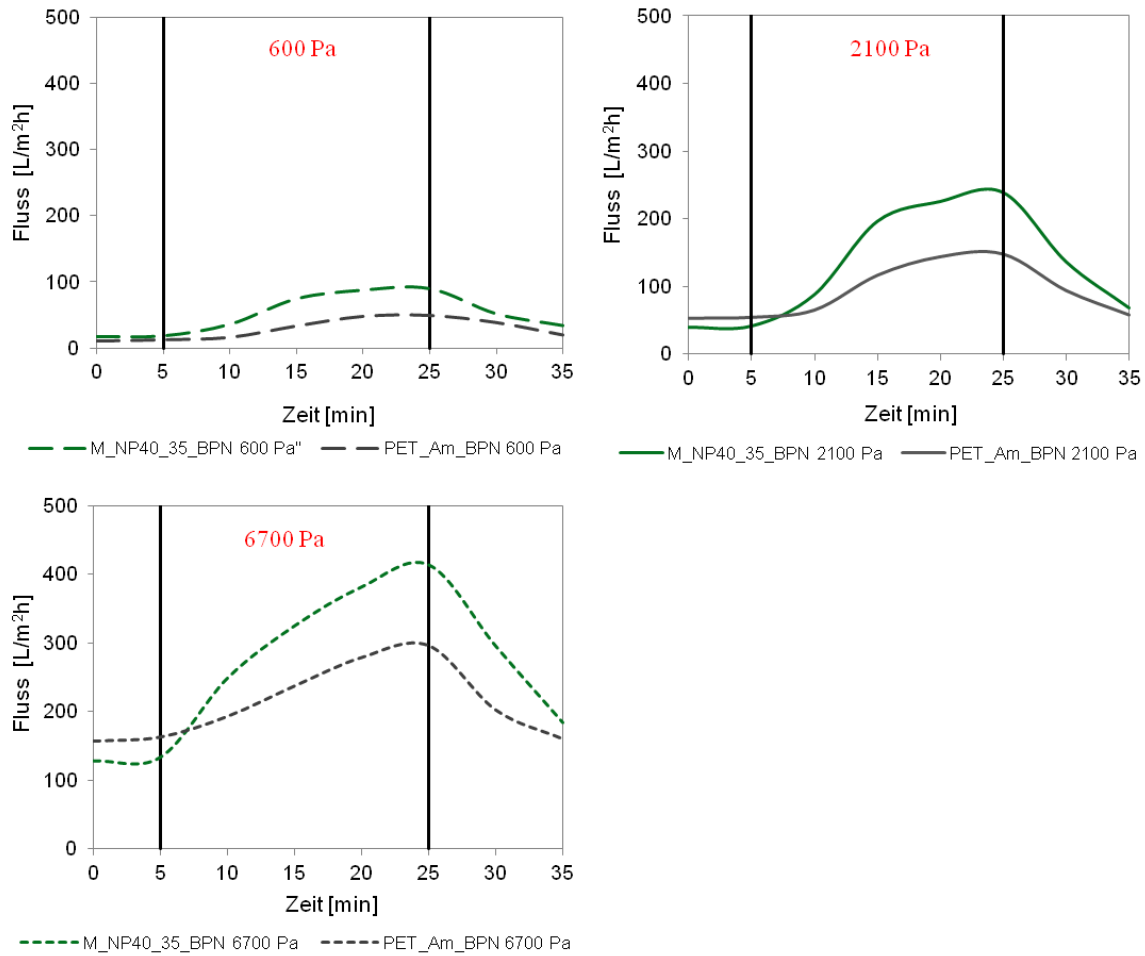 500
400
300
200
100
0
Fluss [L/m²h]
600 Pa
0 5 10 15 20 25 30 35
Zeit [min]
M_NP40_35_BPN 600 Pa" PET_Am_BPN 600 Pa
500
400
300
200
100
0
Fluss [L/m²h]
2100 Pa
0 5 10 15 20 25 30 35
Zeit [min]
M_NP40_35_BPN 2100 Pa PET_Am_BPN 2100 Pa
500
400
300
200
100
0
Fluss [L/m²h]
6700 Pa
0 5 10 15 20 25 30 35
Zeit [min]
M_NP40_35_BPN 6700 Pa PET_Am_BPN 6700 Pa